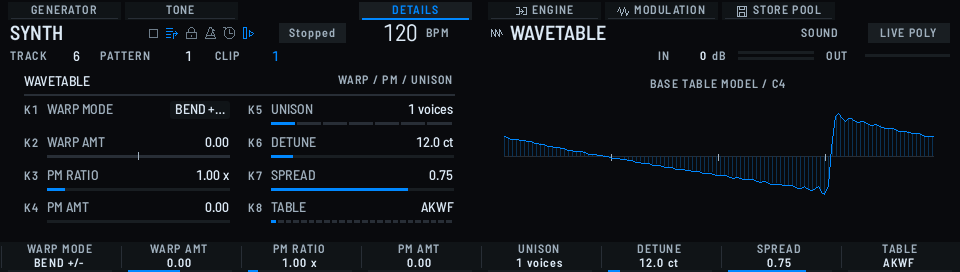 GENERATOR TONE DETAILS ENGINE MODULATION STORE POOL
SYNTH Stopped 120 BPM WAVETABLE SOUND LIVE POLY
TRACK 6 PATTERN 1 CLIP 1 IN 0 dB OUT
WAVETABLE WARP / PM / UNISON BASE TABLE MODEL / C4
K1 WARP MODE BEND +... K5 UNISON 1 voices
K2 WARP AMT 0.00 K6 DETUNE 12.0 ct
K3 PM RATIO 1.00 x K7 SPREAD 0.75
K4 PM AMT 0.00 K8 TABLE AKWF
WARP MODE WARP AMT PM RATIO PM AMT UNISON DETUNE SPREAD TABLE
BEND +/- 0.00 1.00 x 0.00 1 voices 12.0 ct 0.75 AKWF